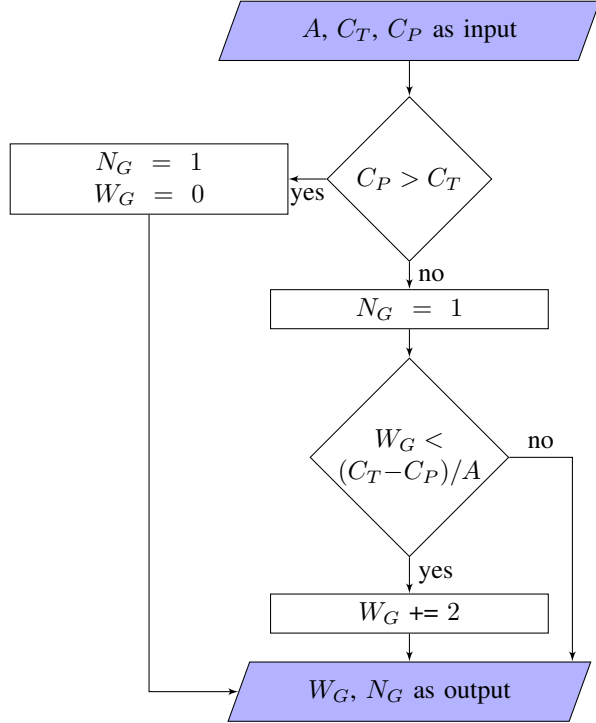 A, C_T, C_P as input
C_P > C_T
yes
N_G = 1
W_G = 0
no
N_G = 1
W_G <
(C_T−C_P)/A
no
yes
W_G += 2
W_G, N_G as output